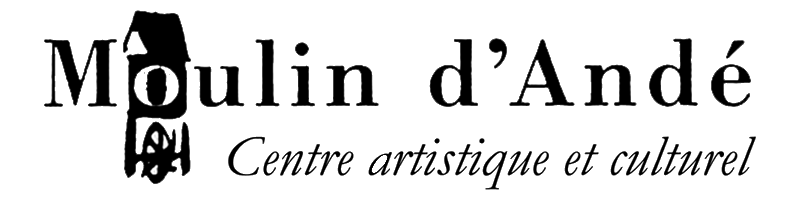 Moulin d'Andé
Centre artistique et culturel